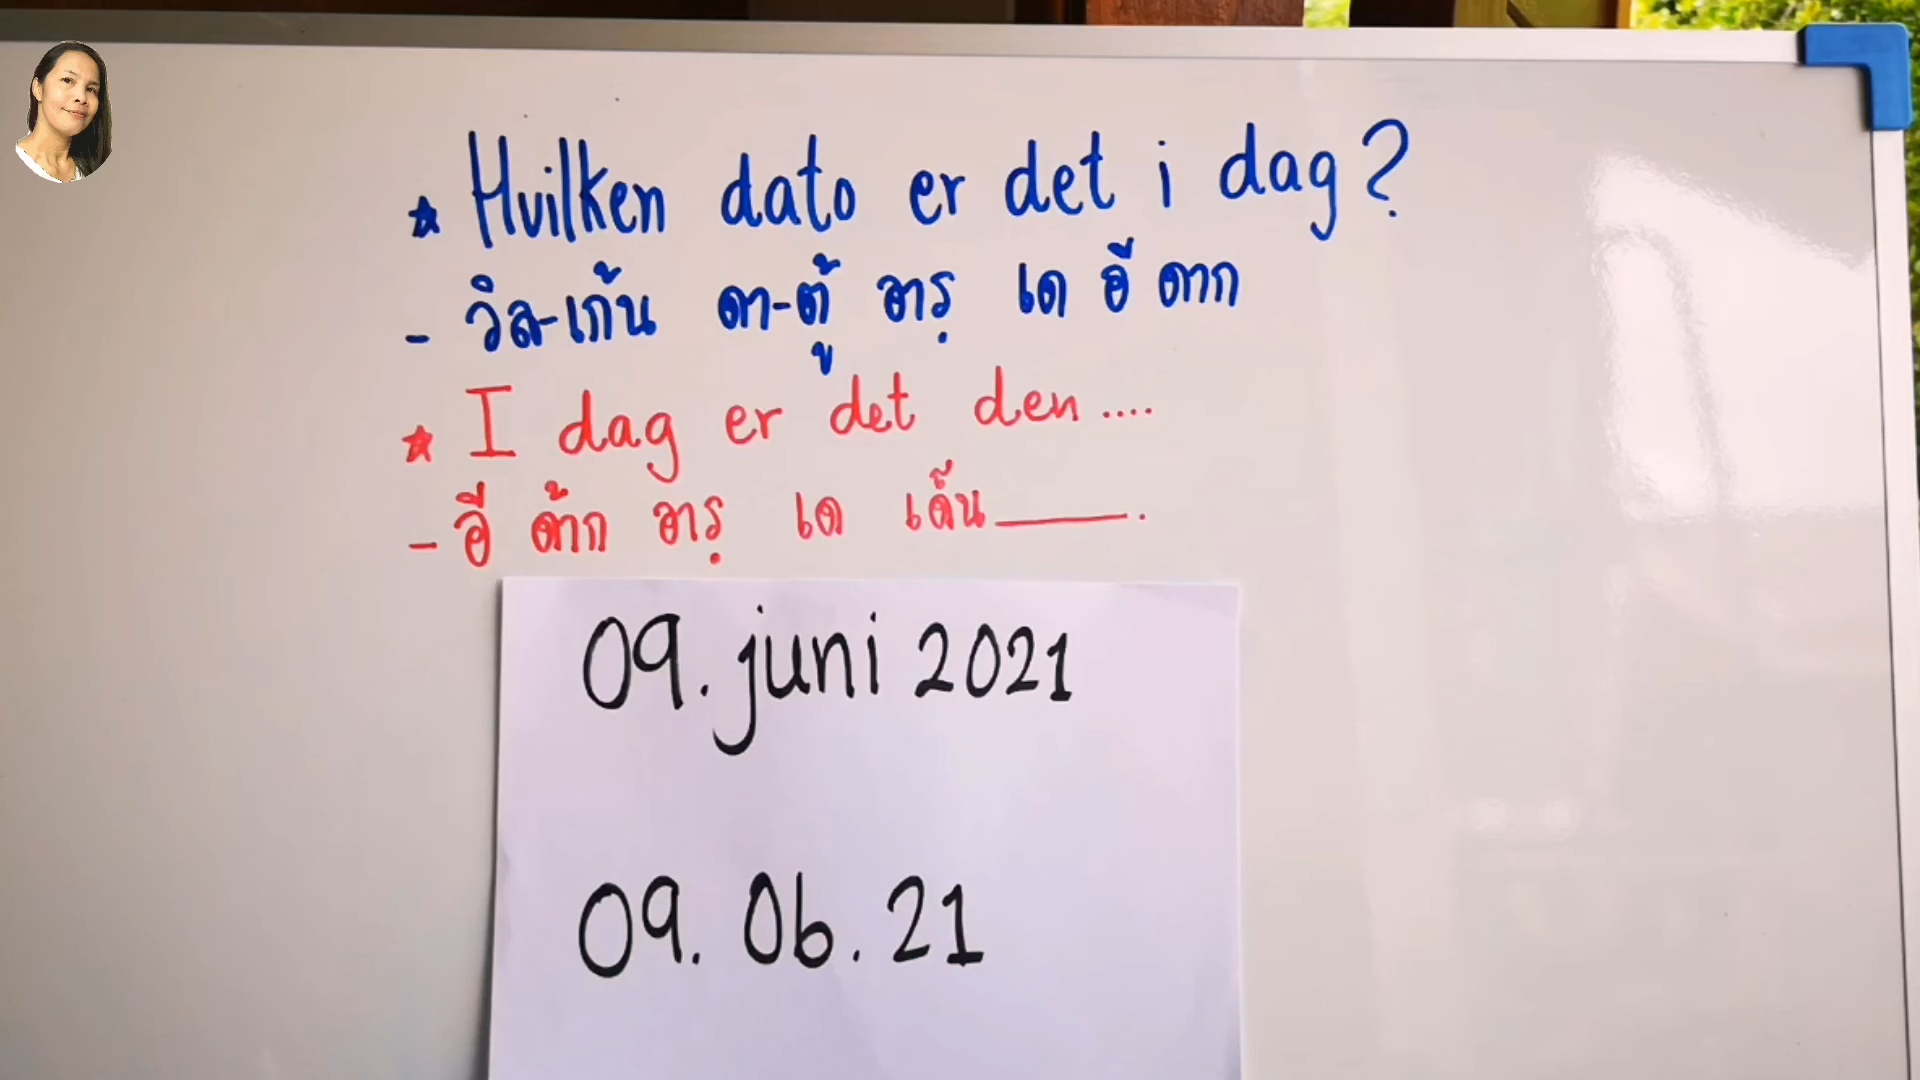 ★ Hvilken dato er det i dag?
- วิล-เก้น ดา-ตู้ อารฺ เด อี ดาก
★ I dag er det den ....
- อี ด้าก อารฺ เด เด็น______.
09. juni 2021
09. 06. 21